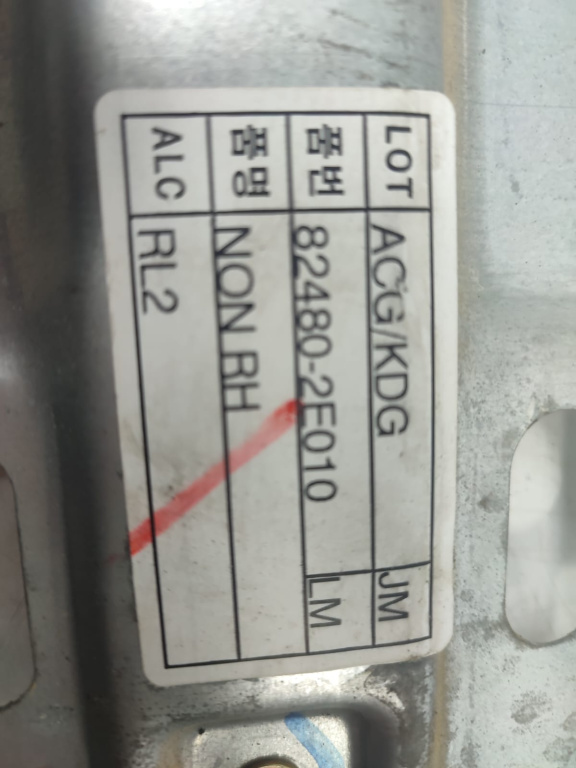 LOT ACG/KDG JM
품번 82480-2E010 LM
품명 NON RH
ALC RL2